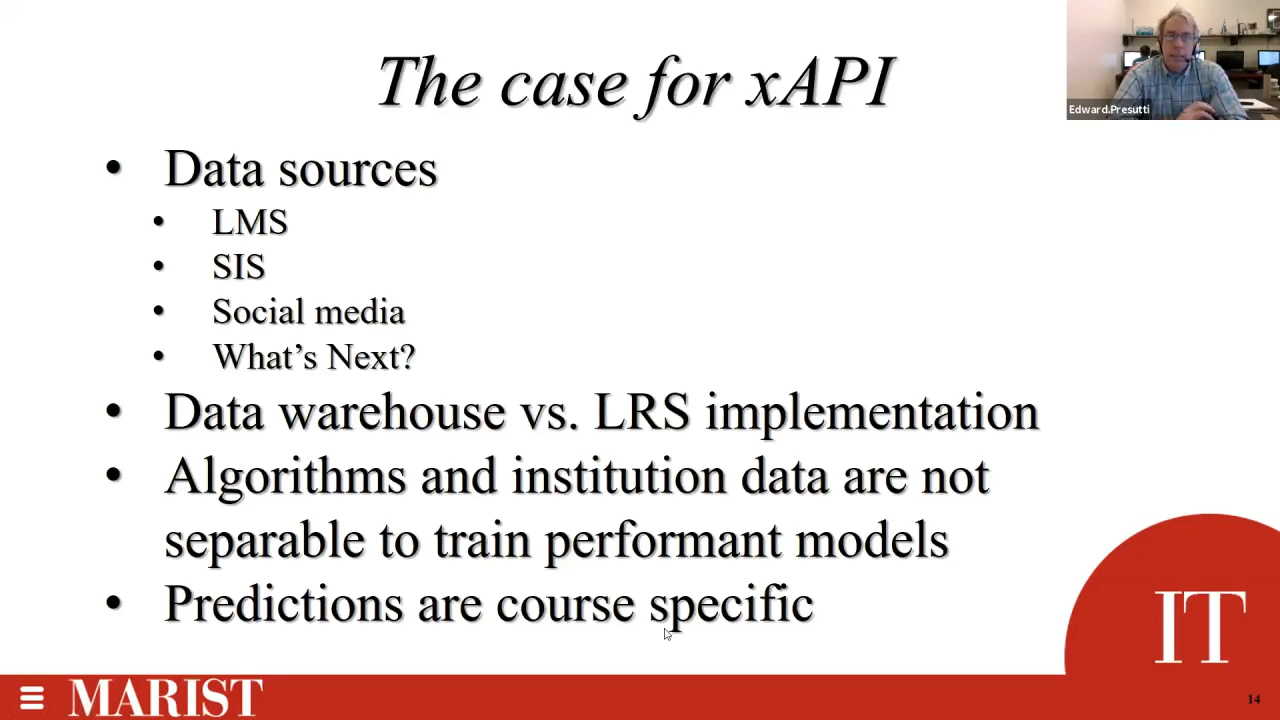 The case for xAPI
Edward.Presutti
• Data sources
• LMS
• SIS
• Social media
• What’s Next?
• Data warehouse vs. LRS implementation
• Algorithms and institution data are not
separable to train performant models
• Predictions are course specific
IT
MARIST
14